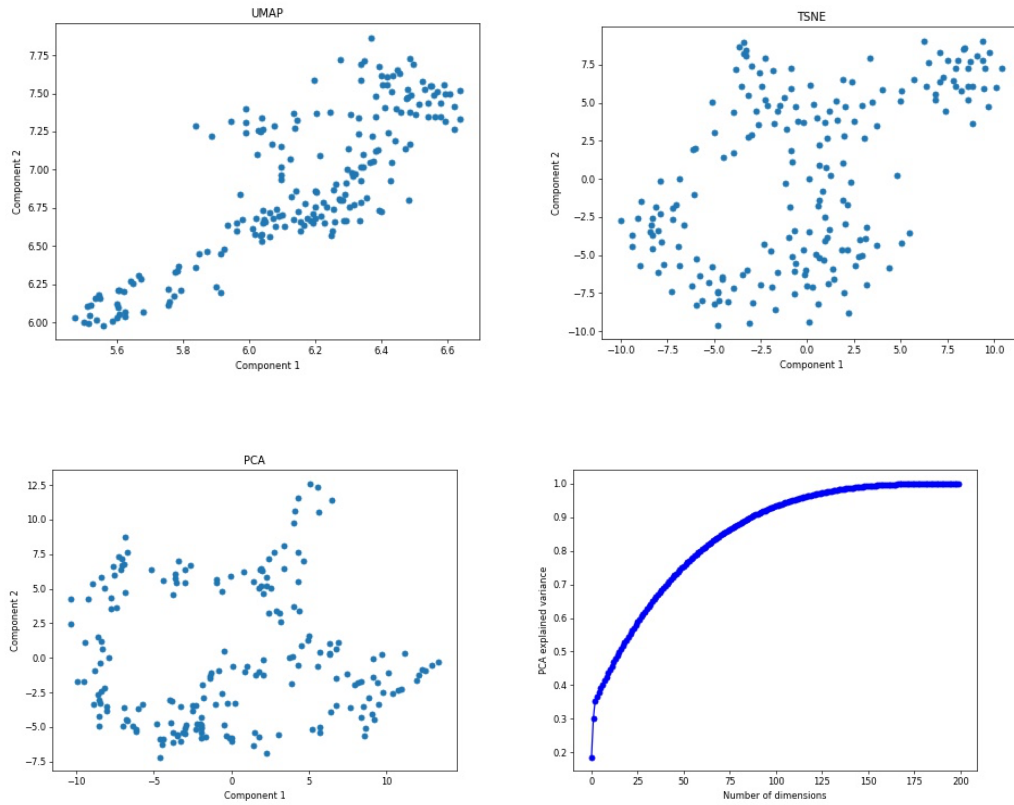 UMAP
7.75
7.50
7.25
7.00
6.75
6.50
6.25
6.00
Component 2
5.6 5.8 6.0 6.2 6.4 6.6
Component 1
TSNE
7.5
5.0
2.5
0.0
−2.5
−5.0
−7.5
−10.0
Component 2
−10.0 −7.5 −5.0 −2.5 0.0 2.5 5.0 7.5 10.0
Component 1
PCA
12.5
10.0
7.5
5.0
2.5
0.0
−2.5
−5.0
−7.5
Component 2
−10 −5 0 5 10
Component 1
1.0
0.9
0.8
0.7
0.6
0.5
0.4
0.3
0.2
PCA explained variance
0 25 50 75 100 125 150 175 200
Number of dimensions